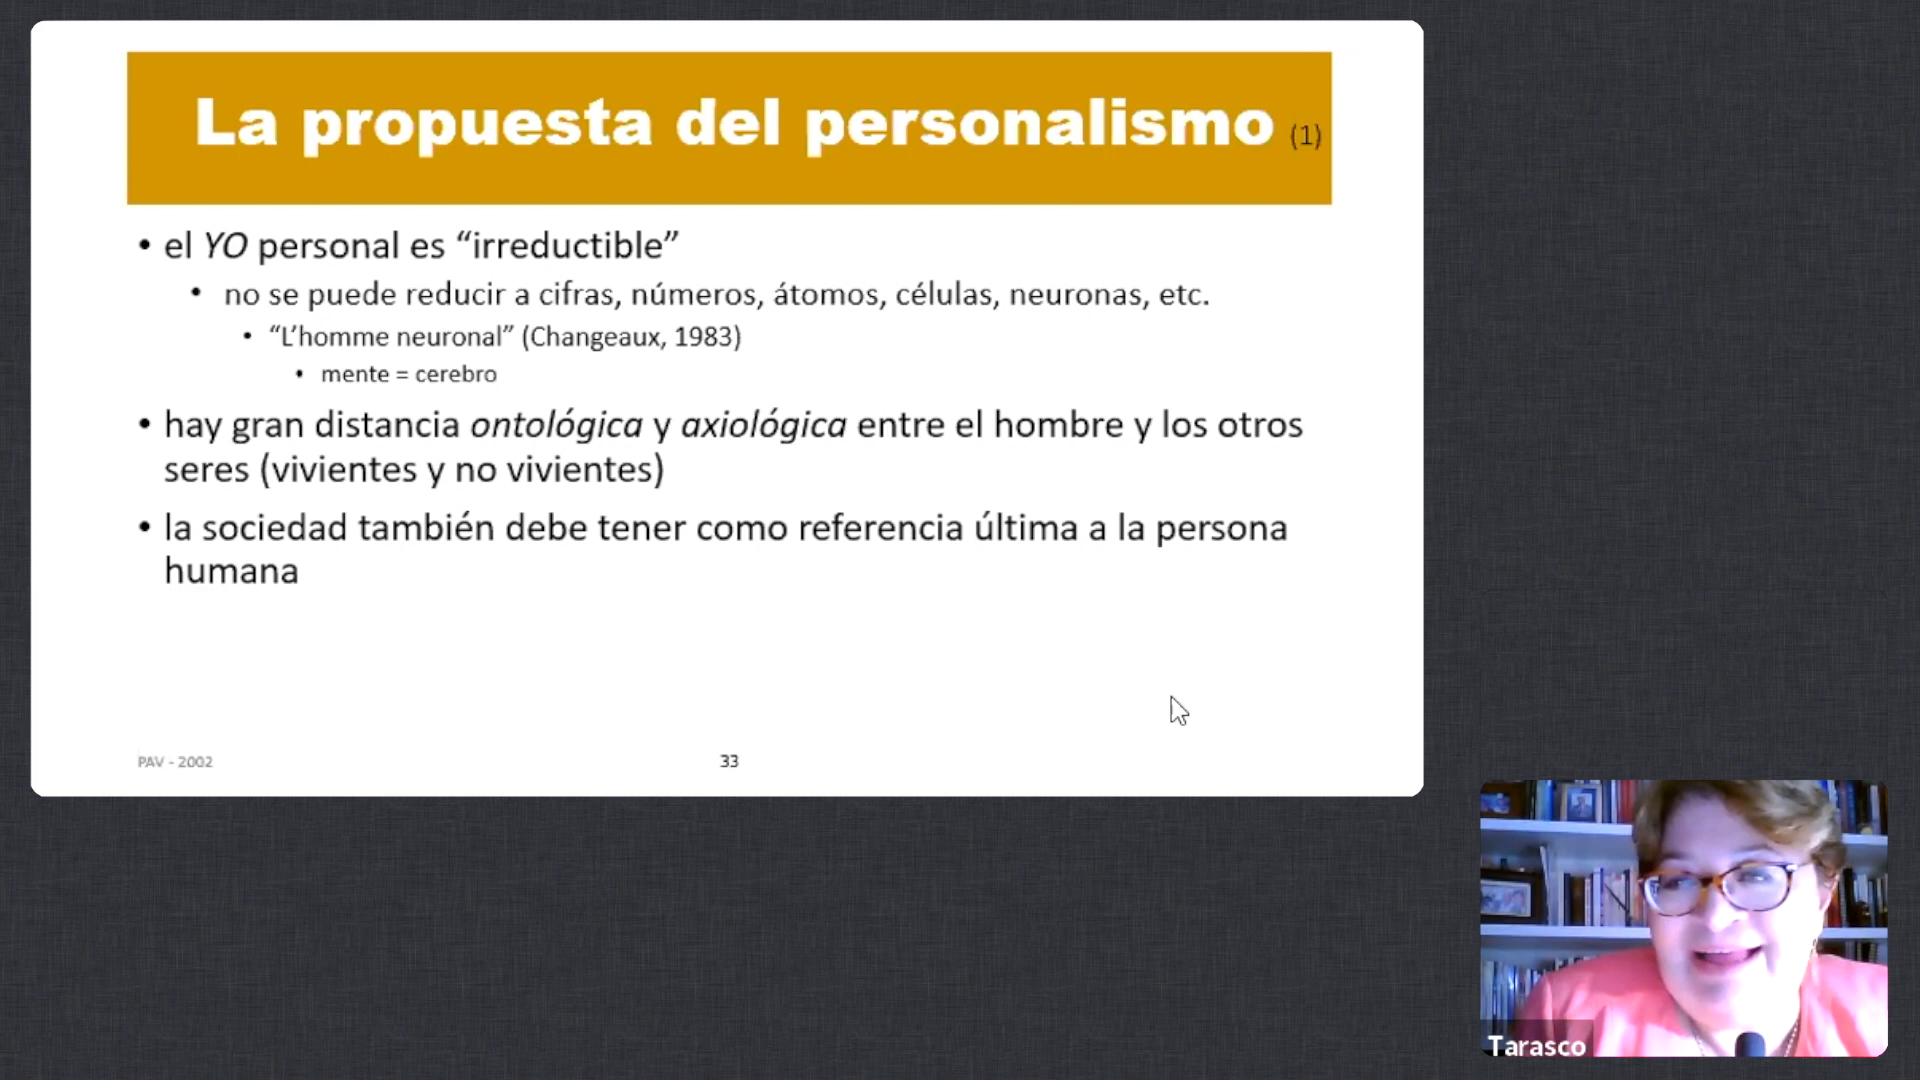 La propuesta del personalismo (1)
• el YO personal es “irreductible”
• no se puede reducir a cifras, números, átomos, células, neuronas, etc.
• “L’homme neuronal” (Changeaux, 1983)
• mente = cerebro
• hay gran distancia ontológica y axiológica entre el hombre y los otros
seres (vivientes y no vivientes)
• la sociedad también debe tener como referencia última a la persona
humana
PAV - 2002
33
Tarasco